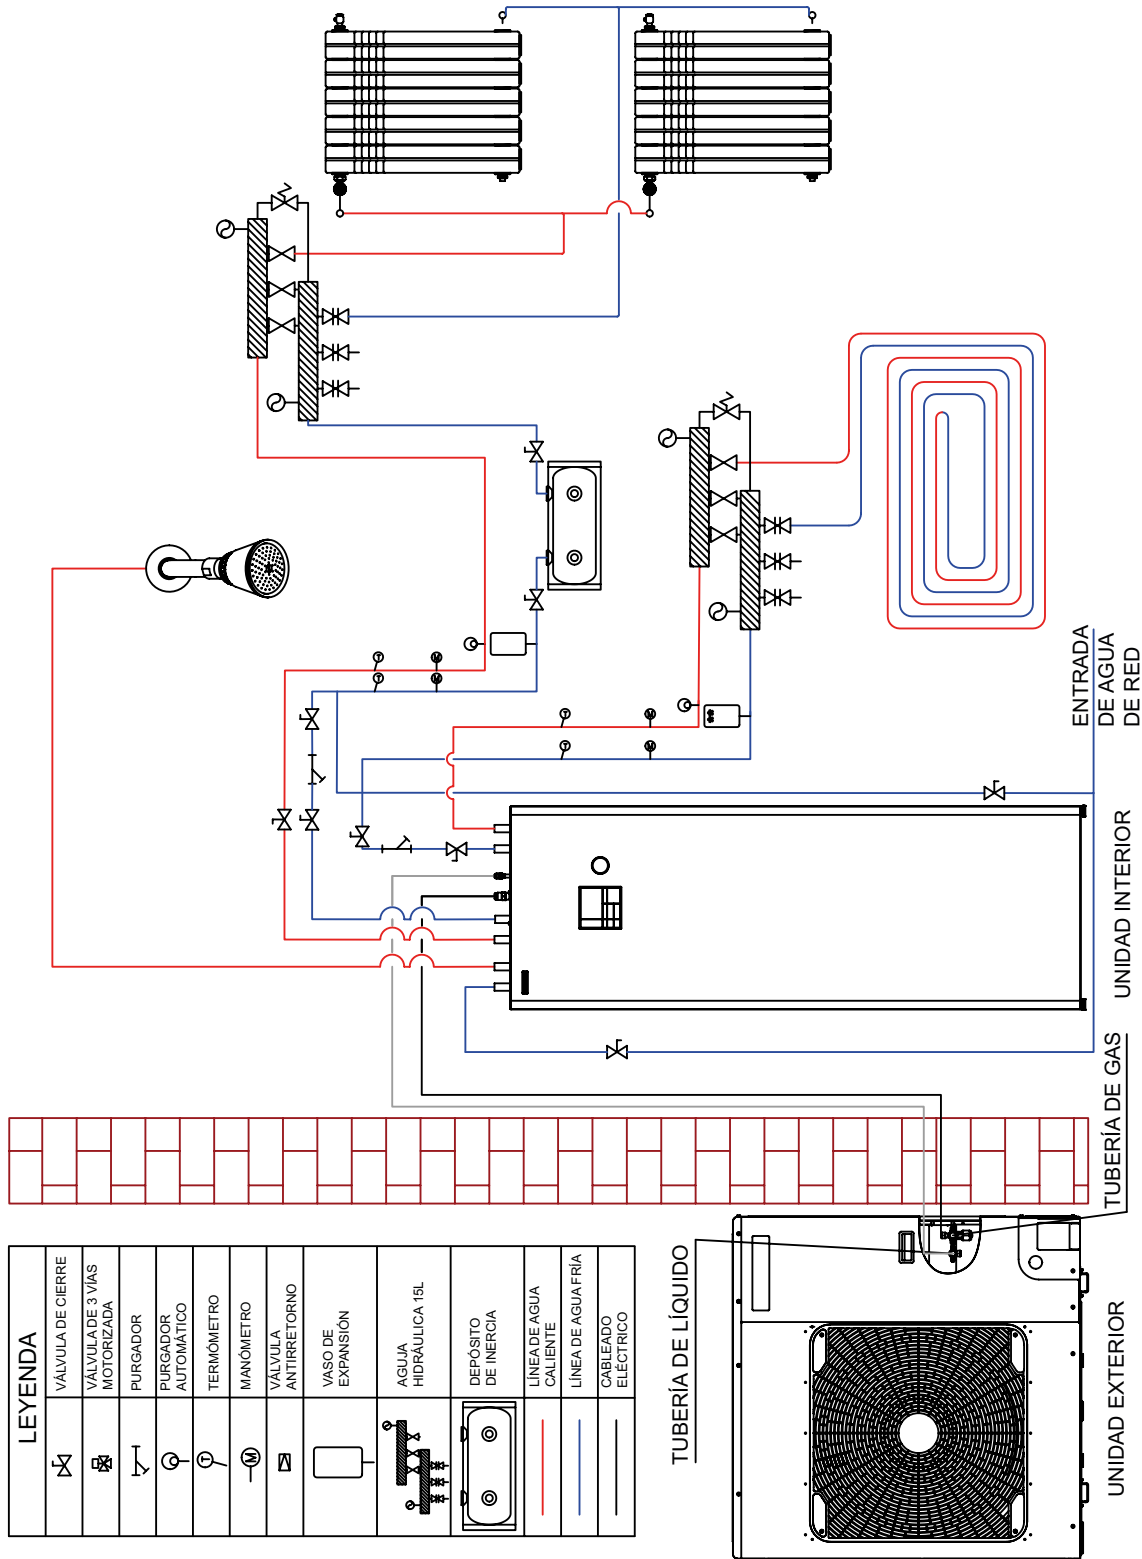 LEYENDA
VÁLVULA DE CIERRE
VÁLVULA DE 3 VÍAS
MOTORIZADA
PURGADOR
PURGADOR
AUTOMÁTICO
T
TERMÓMETRO
M
MANÓMETRO
VÁLVULA
ANTIRRETORNO
VASO DE
EXPANSIÓN
AGUJA
HIDRÁULICA 15L
DEPÓSITO
DE INERCIA
LÍNEA DE AGUA
CALIENTE
LÍNEA DE AGUA FRÍA
CABLEADO
ELÉCTRICO
T
T
M
M
T
T
M
M
ENTRADA
DE AGUA
DE RED
UNIDAD INTERIOR
TUBERÍA DE GAS
TUBERÍA DE LÍQUIDO
UNIDAD EXTERIOR